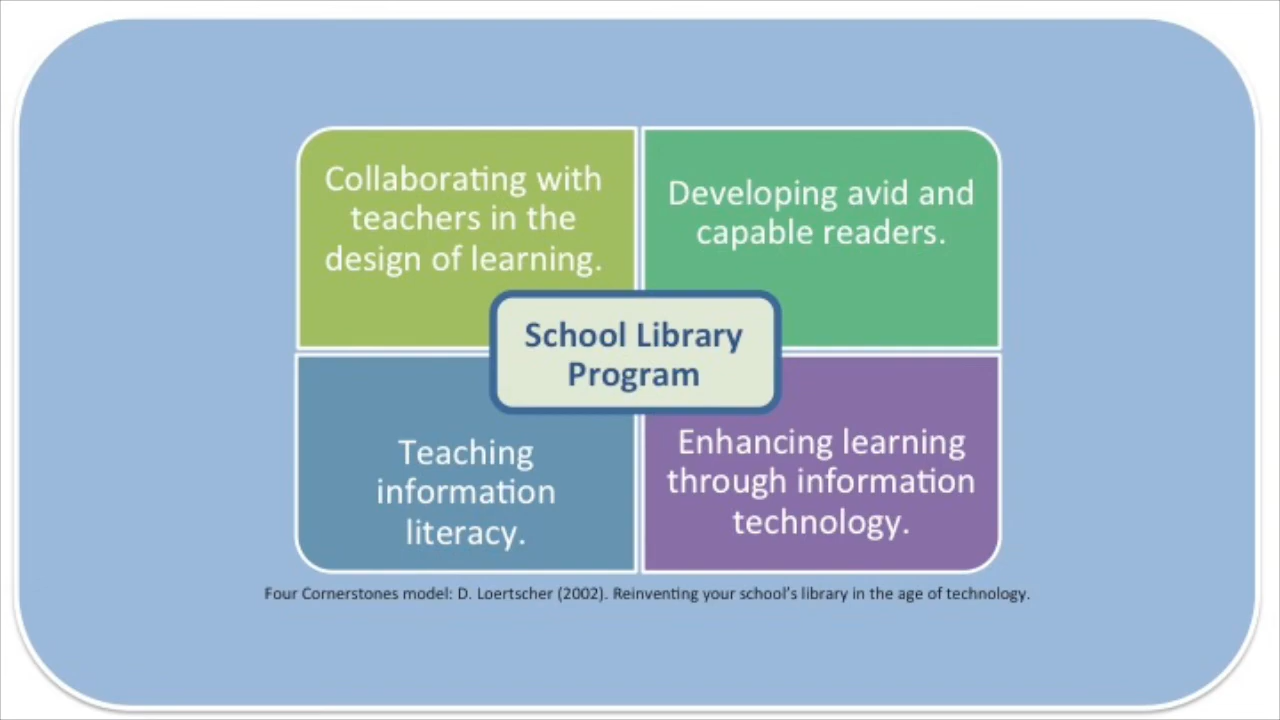 Collaborating with
teachers in the
design of learning.
Developing avid and
capable readers.
School Library
Program
Teaching
information
literacy.
Enhancing learning
through information
technology.
Four Cornerstones model: D. Loertscher (2002). Reinventing your school's library in the age of technology.